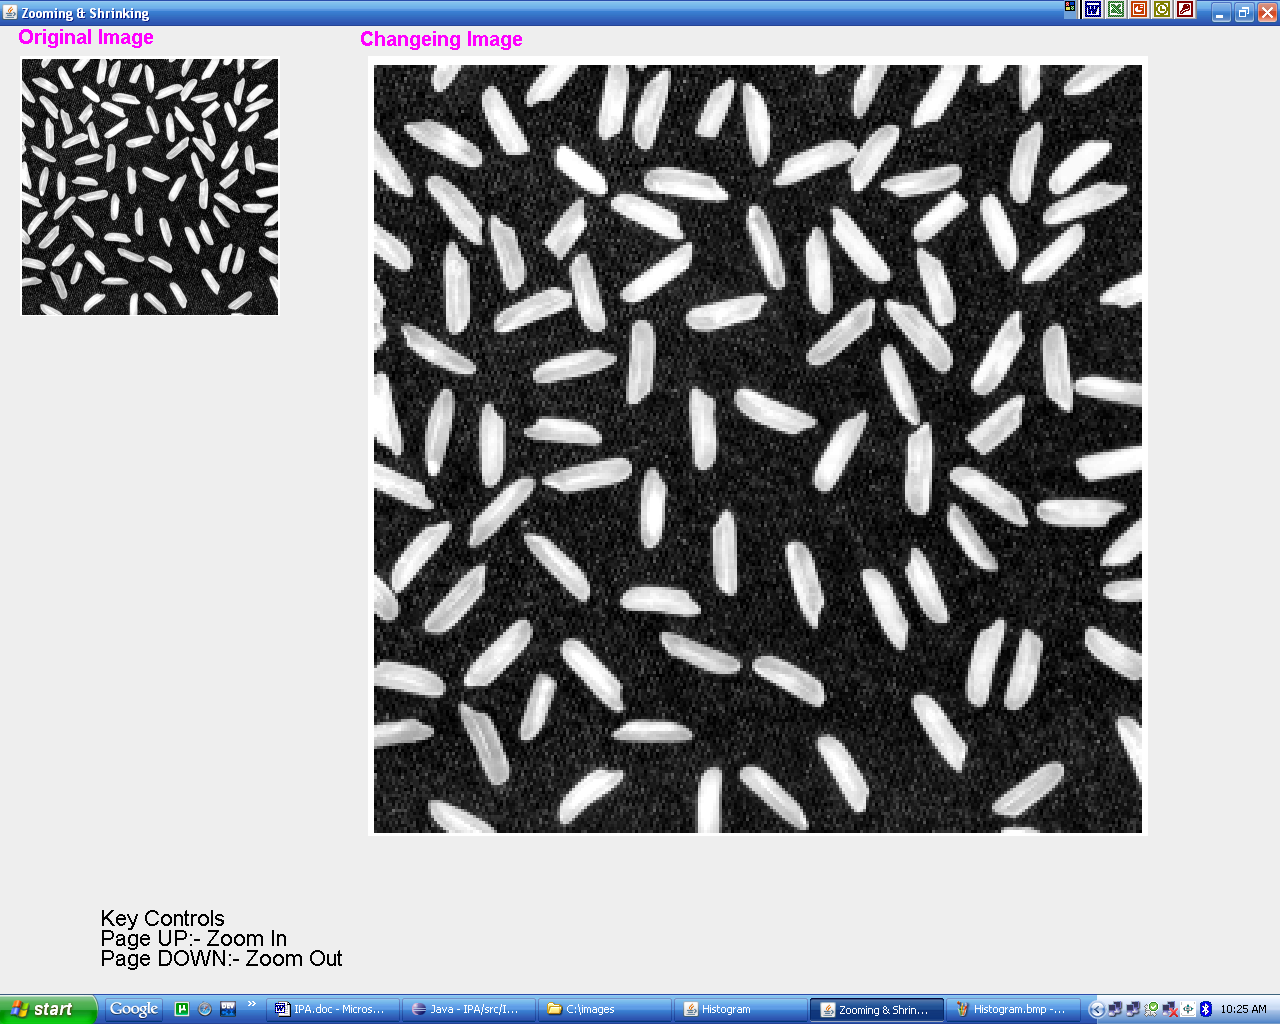 Zooming & Shrinking
Original Image
Changeing Image
Key Controls
Page UP:- Zoom In
Page DOWN:- Zoom Out
start
Google
»
IPA.doc - Micros...
Java - IPA/src/I...
C:\images
Histogram
Zooming & Shrin...
Histogram.bmp -...
10:25 AM